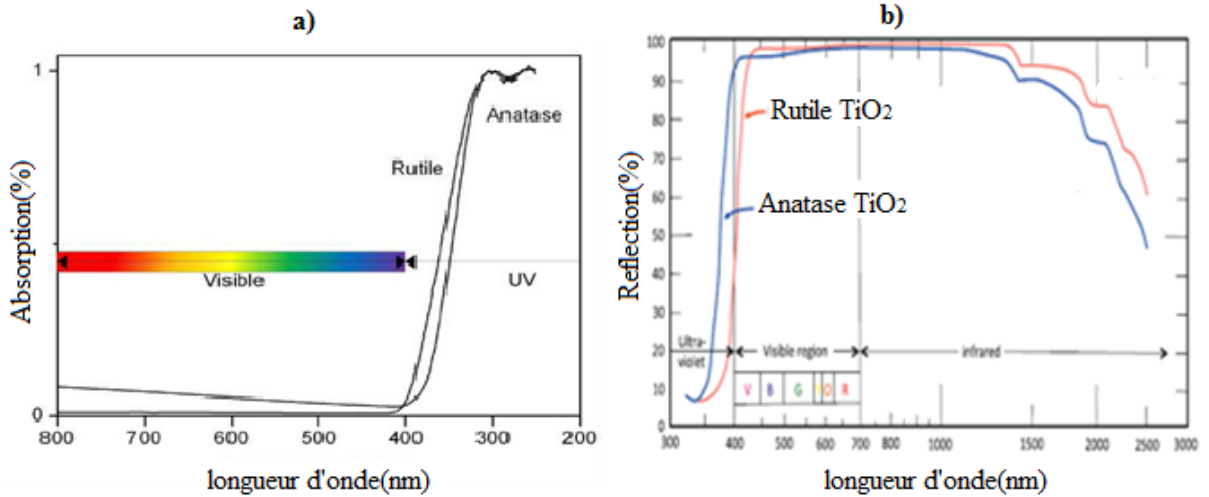 a)
Absorption(%)
1
0
Anatase
Rutile
Visible
UV
800 700 600 500 400 300 200
longueur d'onde(nm)
b)
Reflection(%)
100
90
80
70
60
50
40
30
20
10
Rutile TiO2
Anatase TiO2
Ultra-
violet
Visible region
infrared
V B G Y O R
300 400 500 600 700 800 1000 1500 2000 2500 3000
longueur d'onde(nm)